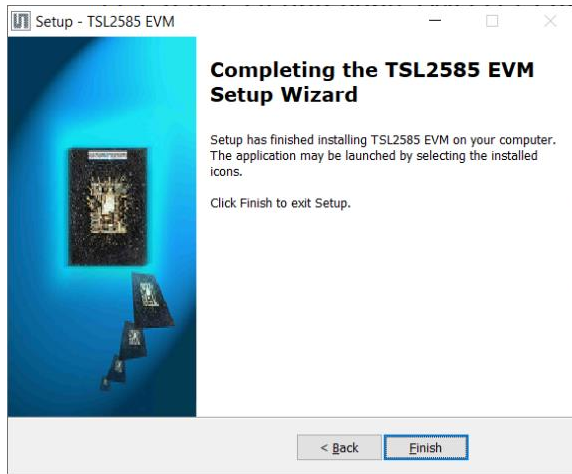 Setup - TSL2585 EVM
Completing the TSL2585 EVM
Setup Wizard
Setup has finished installing TSL2585 EVM on your computer.
The application may be launched by selecting the installed
icons.
Click Finish to exit Setup.
< Back
Finish